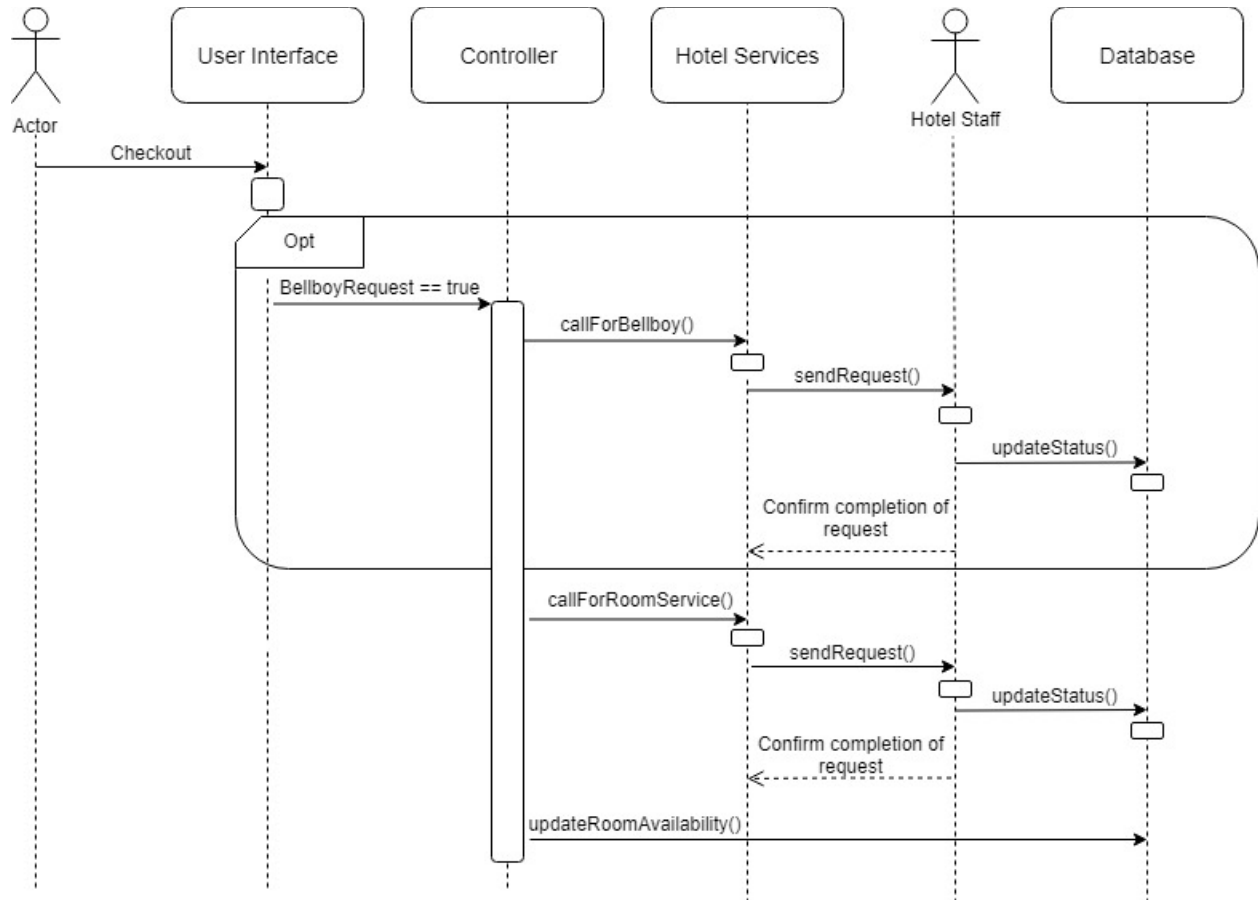 User Interface
Controller
Hotel Services
Database
Actor
Hotel Staff
Checkout
Opt
BellboyRequest == true
callForBellboy()
sendRequest()
updateStatus()
Confirm completion of
request
callForRoomService()
sendRequest()
updateStatus()
Confirm completion of
request
updateRoomAvailability()